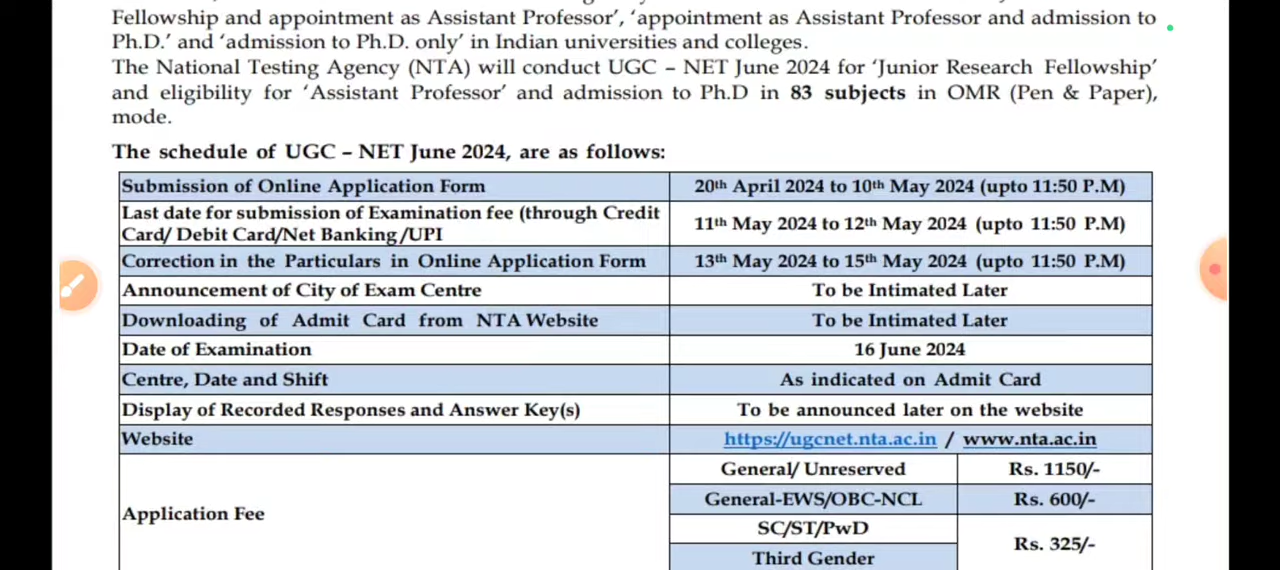 Fellowship and appointment as Assistant Professor’, ‘appointment as Assistant Professor and admission to
Ph.D.’ and ‘admission to Ph.D. only’ in Indian universities and colleges.
The National Testing Agency (NTA) will conduct UGC – NET June 2024 for ‘Junior Research Fellowship’
and eligibility for ‘Assistant Professor’ and admission to Ph.D in 83 subjects in OMR (Pen & Paper),
mode.
The schedule of UGC – NET June 2024, are as follows:
Submission of Online Application Form 20th April 2024 to 10th May 2024 (upto 11:50 P.M)
Last date for submission of Examination fee (through Credit
Card/ Debit Card/Net Banking /UPI 11th May 2024 to 12th May 2024 (upto 11:50 P.M)
Correction in the Particulars in Online Application Form 13th May 2024 to 15th May 2024 (upto 11:50 P.M)
Announcement of City of Exam Centre To be Intimated Later
Downloading of Admit Card from NTA Website To be Intimated Later
Date of Examination 16 June 2024
Centre, Date and Shift As indicated on Admit Card
Display of Recorded Responses and Answer Key(s) To be announced later on the website
Website https://ugcnet.nta.ac.in / www.nta.ac.in
Application Fee
General/ Unreserved Rs. 1150/-
General-EWS/OBC-NCL Rs. 600/-
SC/ST/PwD
Third Gender Rs. 325/-